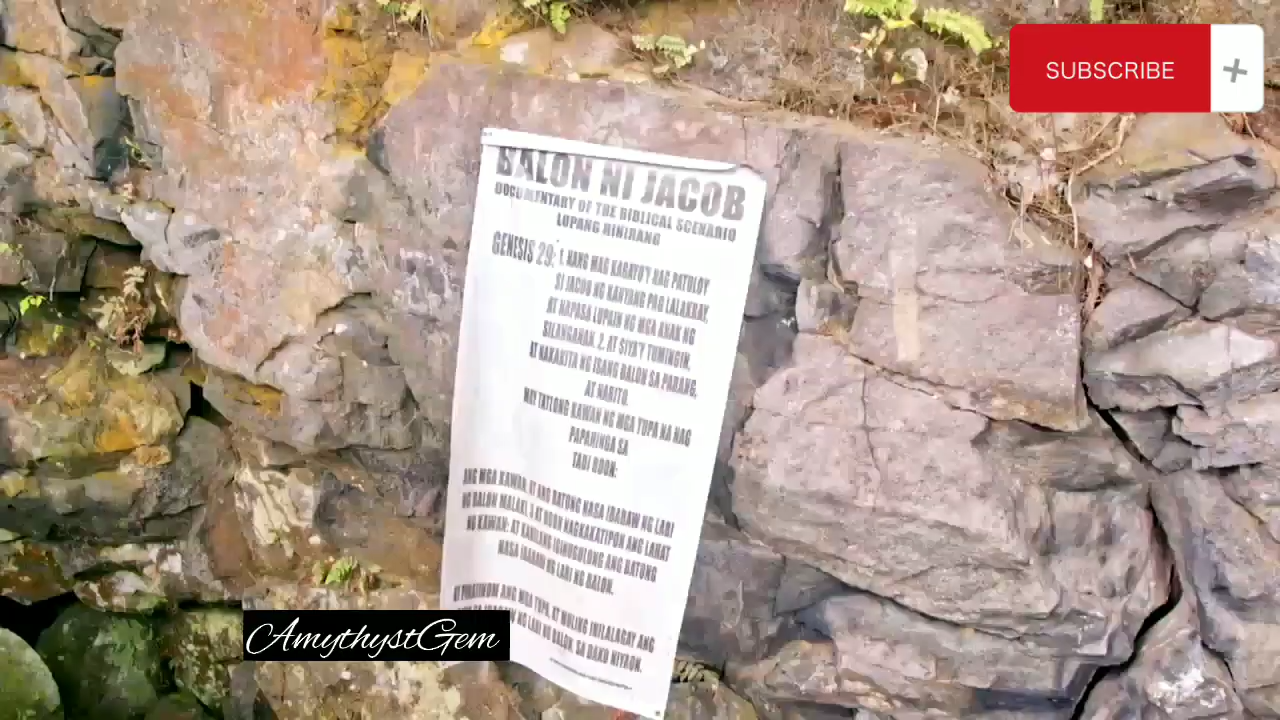 SUBSCRIBE
BALON NI JACOB
DOCUMENTARY OF THE BIBLICAL SCENARIO
LUPANG HINIRANG
GENESIS 29: 1. NANG MAG KAGAYO'Y NAG PATULOY
SI JACOB NG KANYANG PAG LALAKBAY,
AT NAPASA LUPAIN NG MGA ANAK NG
SILANGANAN. 2. AT SIYA'Y TUMINGIN,
AT NAKAKITA NG ISANG BALON SA PARANG,
AT NARITO,
MAY TATLONG KAWAN NG MGA TUPA NA NAG
PAPAHINGA SA
TABI ROON:
ANG MGA KAWAN, AT ANG BATONG NASA IBABAW NG LABI
NG BALON MALAKI. 3 AT DOON NAGKAKATIPON ANG LAHAT
NG KAWAN: AT KANILANG IGINUGULONG ANG BATONG
NASA IBABAW NG LABI NG BALON.
AT PINAIINOM ANG MGA TUPA, AT MULING INILALAGAY ANG
SA IBABAW NG LABI NG BALON, SA DAKO NIYAON.
AmythystGem